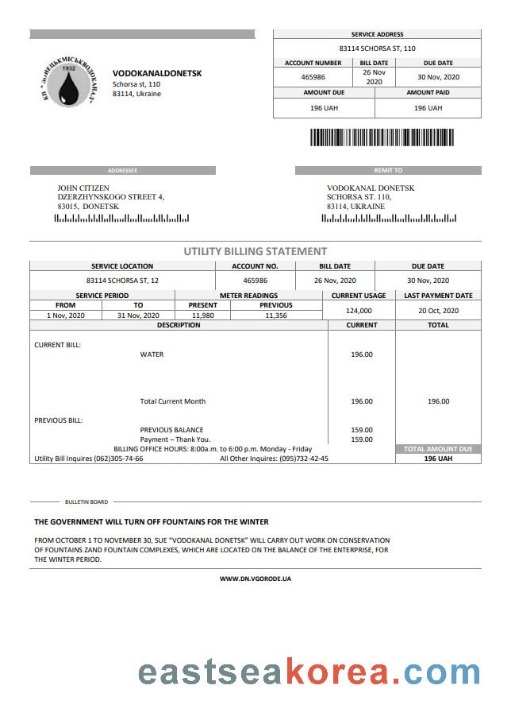 SERVICE ADDRESS
83114 SCHORSA ST, 110
ACCOUNT NUMBER BILL DATE DUE DATE
465986 26 Nov 2020 30 Nov, 2020
AMOUNT DUE AMOUNT PAID
196 UAH 196 UAH
КП "ДОНЕЦЬКМІСЬКВОДОКАНАЛ"
1932
VODOKANALDONETSK
Schorsa st, 110
83114, Ukraine
ADDRESSEE
JOHN CITIZEN
DZERZHYNSKOGO STREET 4,
83015, DONETSK
REMIT TO
VODOKANAL DONETSK
SCHORSA ST. 110,
83114, UKRAINE
UTILITY BILLING STATEMENT
SERVICE LOCATION ACCOUNT NO. BILL DATE DUE DATE
83114 SCHORSA ST, 12 465986 26 Nov, 2020 30 Nov, 2020
SERVICE PERIOD METER READINGS CURRENT USAGE LAST PAYMENT DATE
FROM TO PRESENT PREVIOUS
1 Nov, 2020 31 Nov, 2020 11,980 11,356 124,000 20 Oct, 2020
DESCRIPTION CURRENT TOTAL
CURRENT BILL:
WATER 196.00
Total Current Month 196.00 196.00
PREVIOUS BILL:
PREVIOUS BALANCE 159.00
Payment – Thank You. 159.00
BILLING OFFICE HOURS: 8:00a.m. to 6:00 p.m. Monday - Friday TOTAL AMOUNT DUE
Utility Bill Inquires (062)305-74-66 All Other Inquires: (095)732-42-45 196 UAH
BULLETIN BOARD
THE GOVERNMENT WILL TURN OFF FOUNTAINS FOR THE WINTER
FROM OCTOBER 1 TO NOVEMBER 30, SUE "VODOKANAL DONETSK" WILL CARRY OUT WORK ON CONSERVATION
OF FOUNTAINS ZAND FOUNTAIN COMPLEXES, WHICH ARE LOCATED ON THE BALANCE OF THE ENTERPRISE, FOR
THE WINTER PERIOD.
WWW.DN.VGORODE.UA
eastseakorea.com